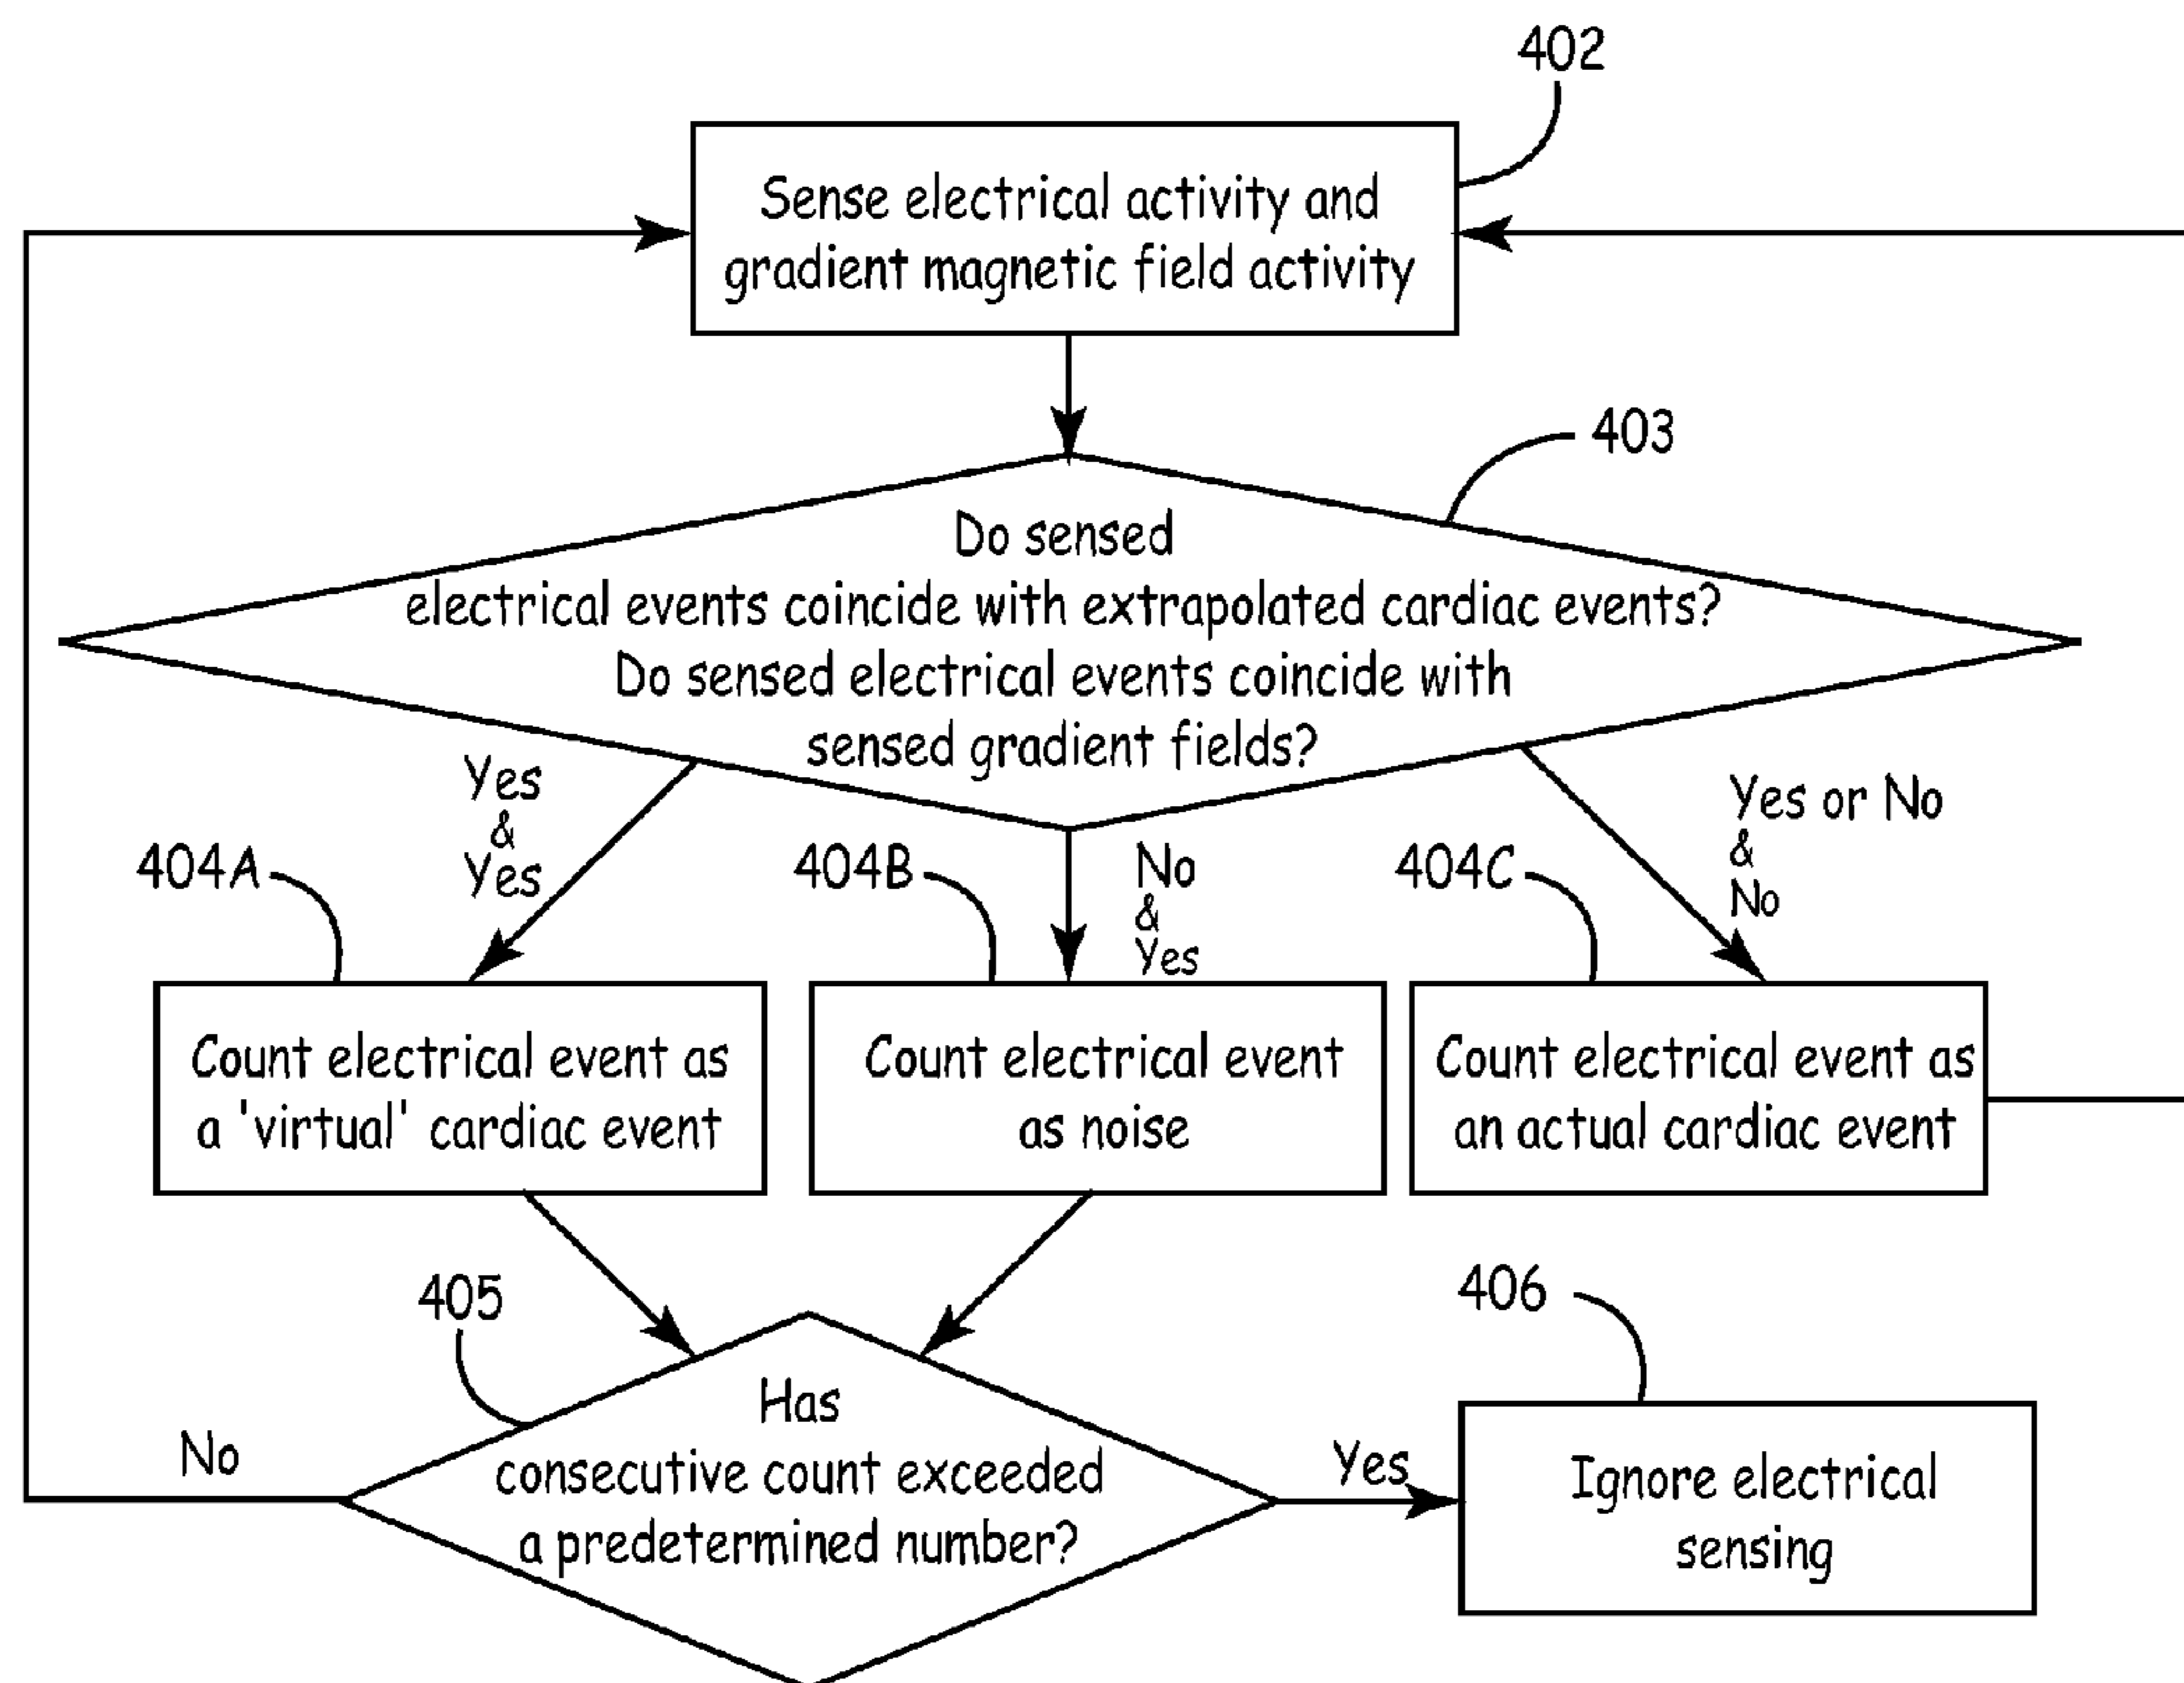 402
Sense electrical activity and
gradient magnetic field activity
403
Do sensed
electrical events coincide with extrapolated cardiac events?
Do sensed electrical events coincide with
sensed gradient fields?
Yes
&
Yes
No
&
Yes
Yes or No
&
No
404A
404B
404C
Count electrical event as
a 'virtual' cardiac event
Count electrical event
as noise
Count electrical event as
an actual cardiac event
405
Has
consecutive count exceeded
a predetermined number?
No
Yes
406
Ignore electrical
sensing